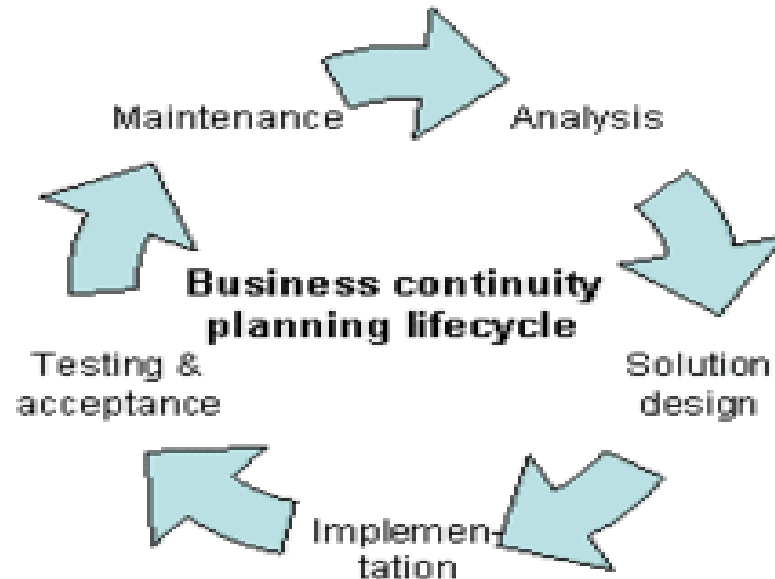 Maintenance
Analysis
Business continuity
planning lifecycle
Testing &
acceptance
Solution
design
Implemen-
tation